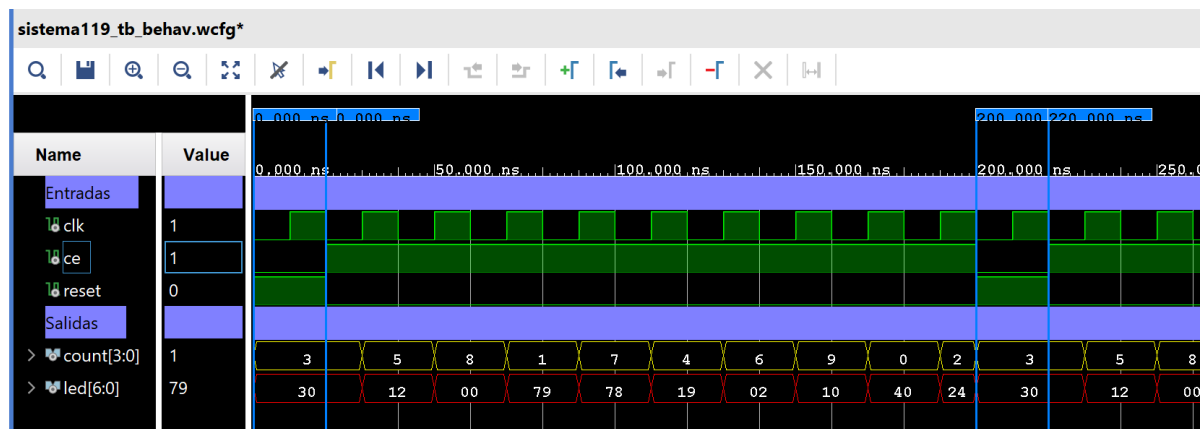 sistema119_tb_behav.wcfg*
0.000 ns 0.000 ns 200.000 220.000 ns
Name Value 0.000 ns 50.000 ns 100.000 ns 150.000 ns 200.000 ns 250.0
Entradas
clk 1
ce 1
reset 0
Salidas
count[3:0] 1 3 5 8 1 7 4 6 9 0 2 3 5 8
led[6:0] 79 30 12 00 79 78 19 02 10 40 24 30 12 00